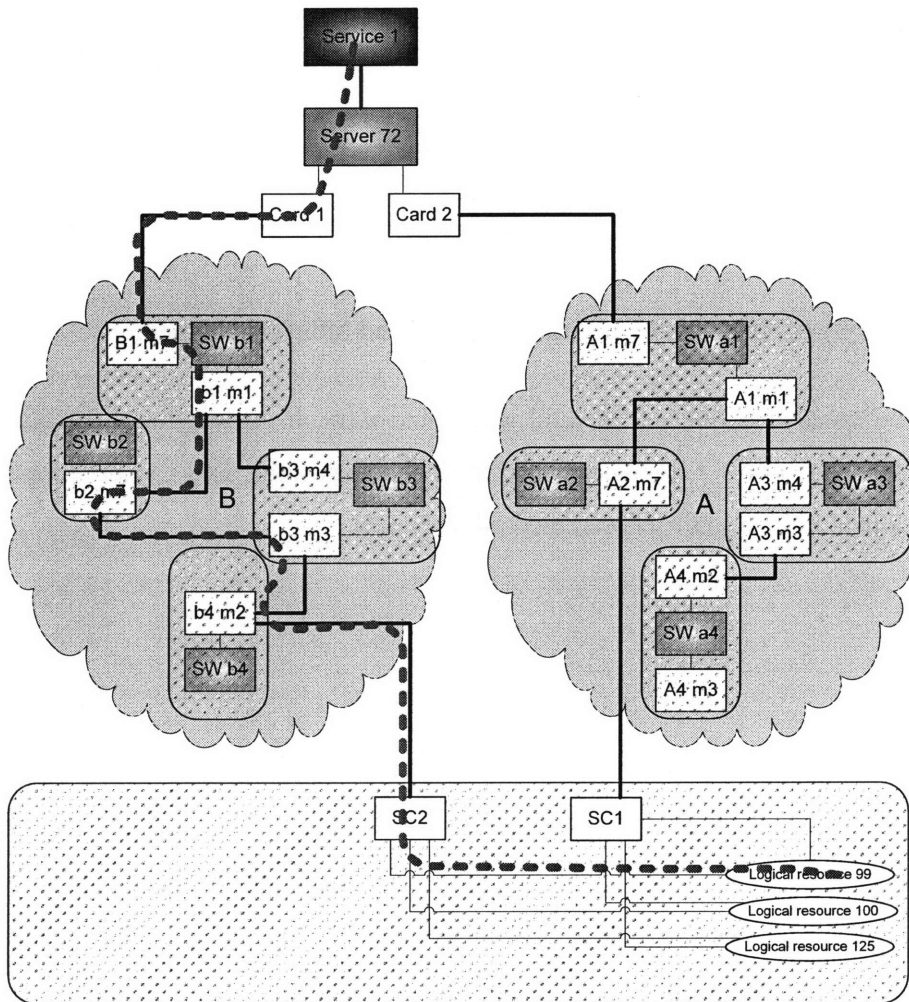 Service 1
Server 72
Card 1
Card 2
B1 m7
SW b1
b1 m1
SW b2
b2 m7
B
b3 m4
SW b3
b3 m3
b4 m2
SW b4
A1 m7
SW a1
A1 m1
SW a2
A2 m7
A
A3 m4
SW a3
A3 m3
A4 m2
SW a4
A4 m3
SC2
SC1
Logical resource 99
Logical resource 100
Logical resource 125